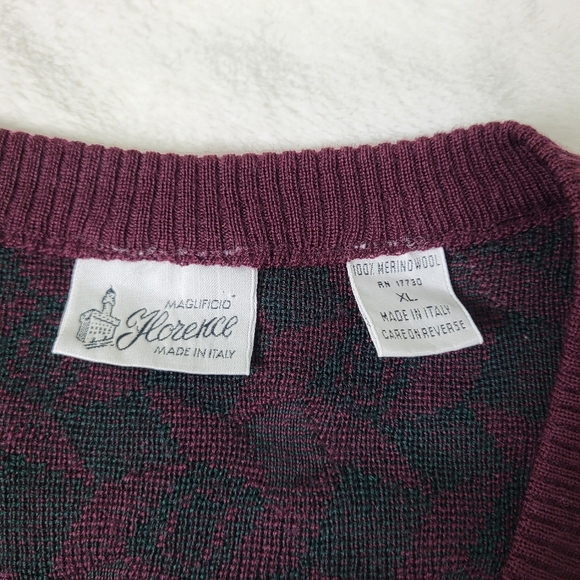 MAGLIFICIO
Florence
MADE IN ITALY
100% MERINO WOOL
RN 17730
XL.
MADE IN ITALY
CARE ON REVERSE